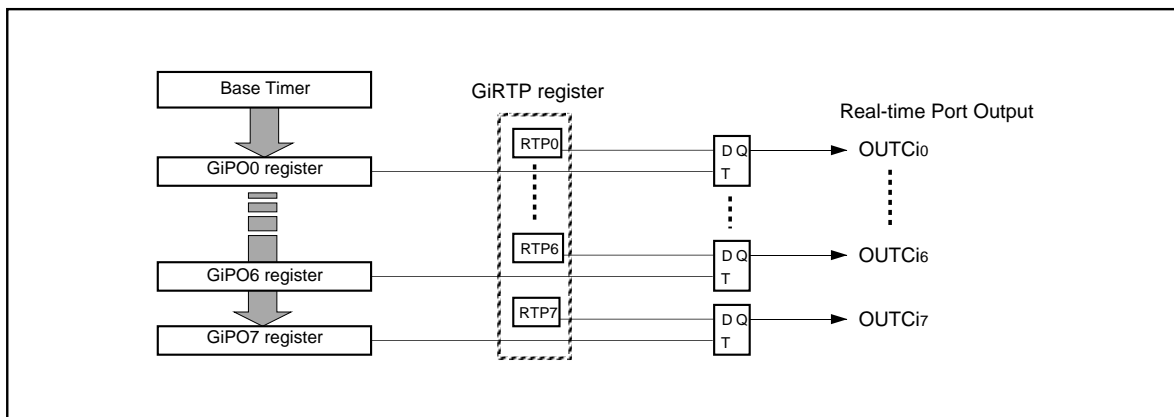 Base Timer
GiRTP register
Real-time Port Output
RTP0
D Q
T
OUTCi0
GiPO0 register
RTP6
D Q
T
OUTCi6
GiPO6 register
RTP7
D Q
T
OUTCi7
GiPO7 register